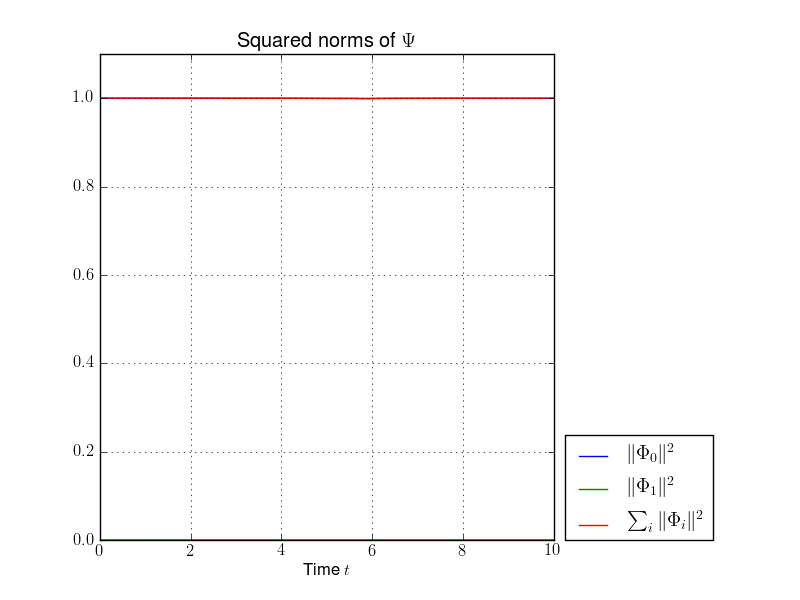 Squared norms of Ψ
1.0
0.8
0.6
0.4
0.2
0.0
0 2 4 6 8 10
Time t
‖Φ₀‖²
‖Φ₁‖²
∑ᵢ ‖Φᵢ‖²